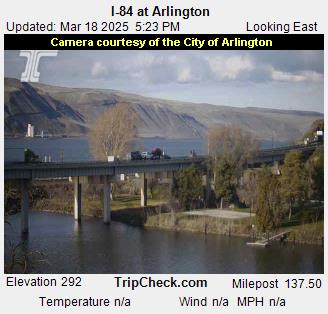 I-84 at Arlington
Updated: Mar 18 2025 5:23 PM Looking East
Camera courtesy of the City of Arlington
Elevation 292 TripCheck.com Milepost 137.50
Temperature n/a Wind n/a MPH n/a